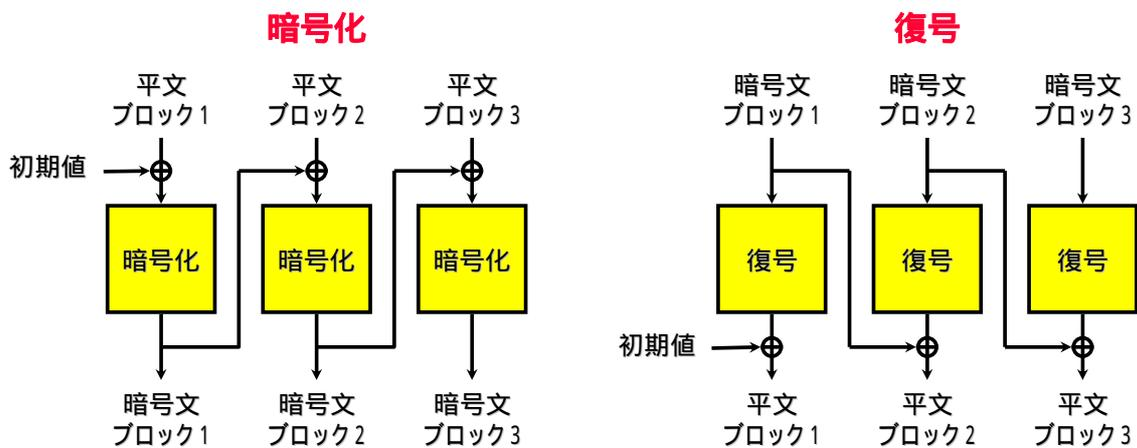 暗号化
平文
ブロック1
平文
ブロック2
平文
ブロック3
初期値
暗号化
暗号化
暗号化
暗号文
ブロック1
暗号文
ブロック2
暗号文
ブロック3
復号
暗号文
ブロック1
暗号文
ブロック2
暗号文
ブロック3
復号
復号
復号
初期値
平文
ブロック1
平文
ブロック2
平文
ブロック3